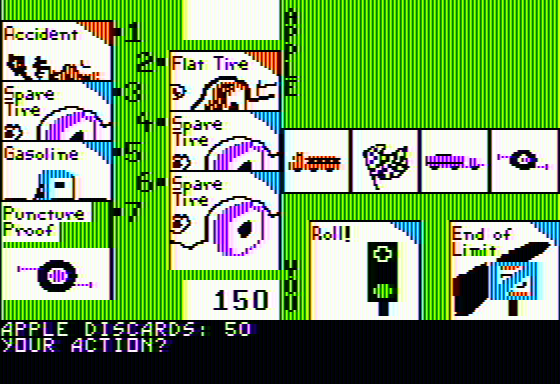 Accident
1
2
Flat Tire
APPLE
Spare
Tire
3
4
Spare
Tire
Gasoline
5
6
Spare
Tire
Puncture
Proof
7
Roll!
End of
Limit
150
YOU
APPLE DISCARDS: 50
YOUR ACTION?